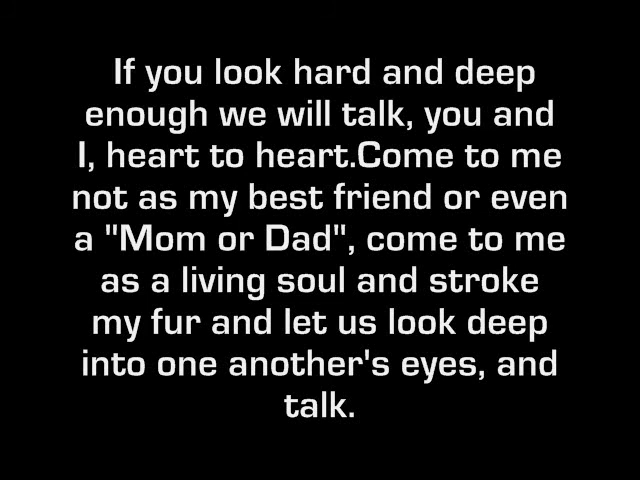 If you look hard and deep
enough we will talk, you and
I, heart to heart.Come to me
not as my best friend or even
a "Mom or Dad", come to me
as a living soul and stroke
my fur and let us look deep
into one another's eyes, and
talk.